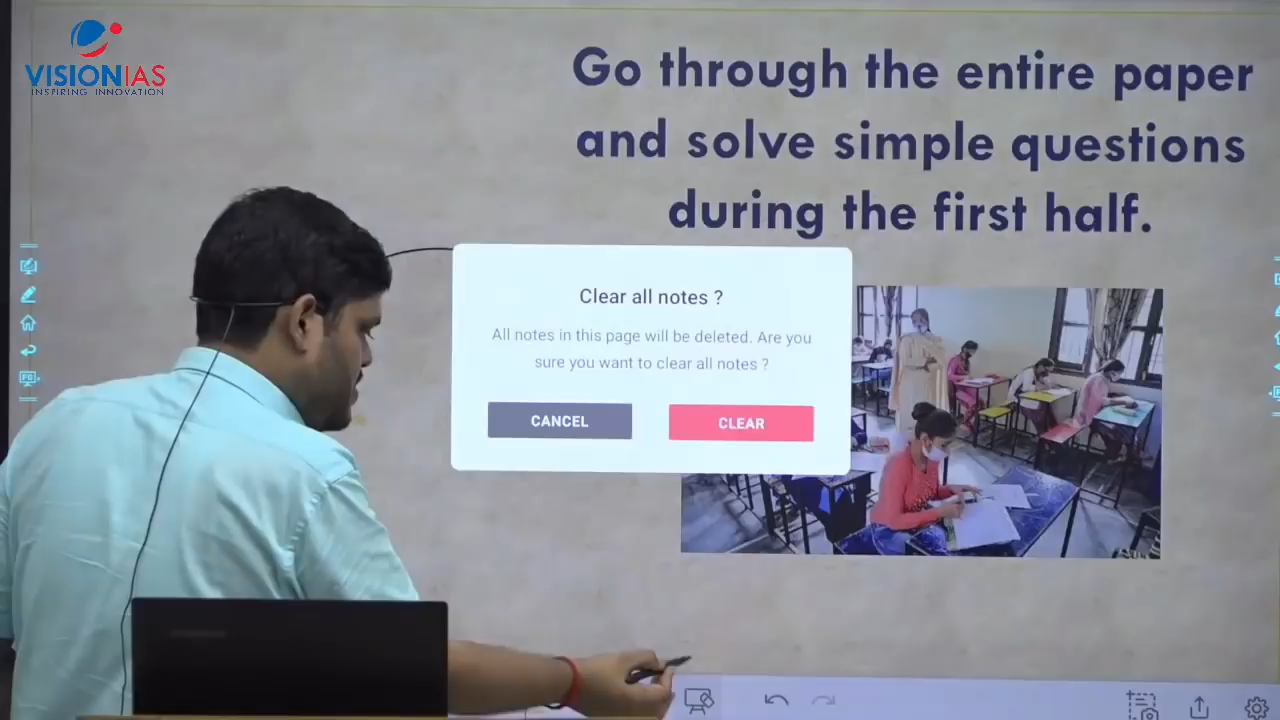 VISIONIAS
INSPIRING INNOVATION
Go through the entire paper
and solve simple questions
during the first half.
Clear all notes ?
All notes in this page will be deleted. Are you
sure you want to clear all notes ?
CANCEL
CLEAR